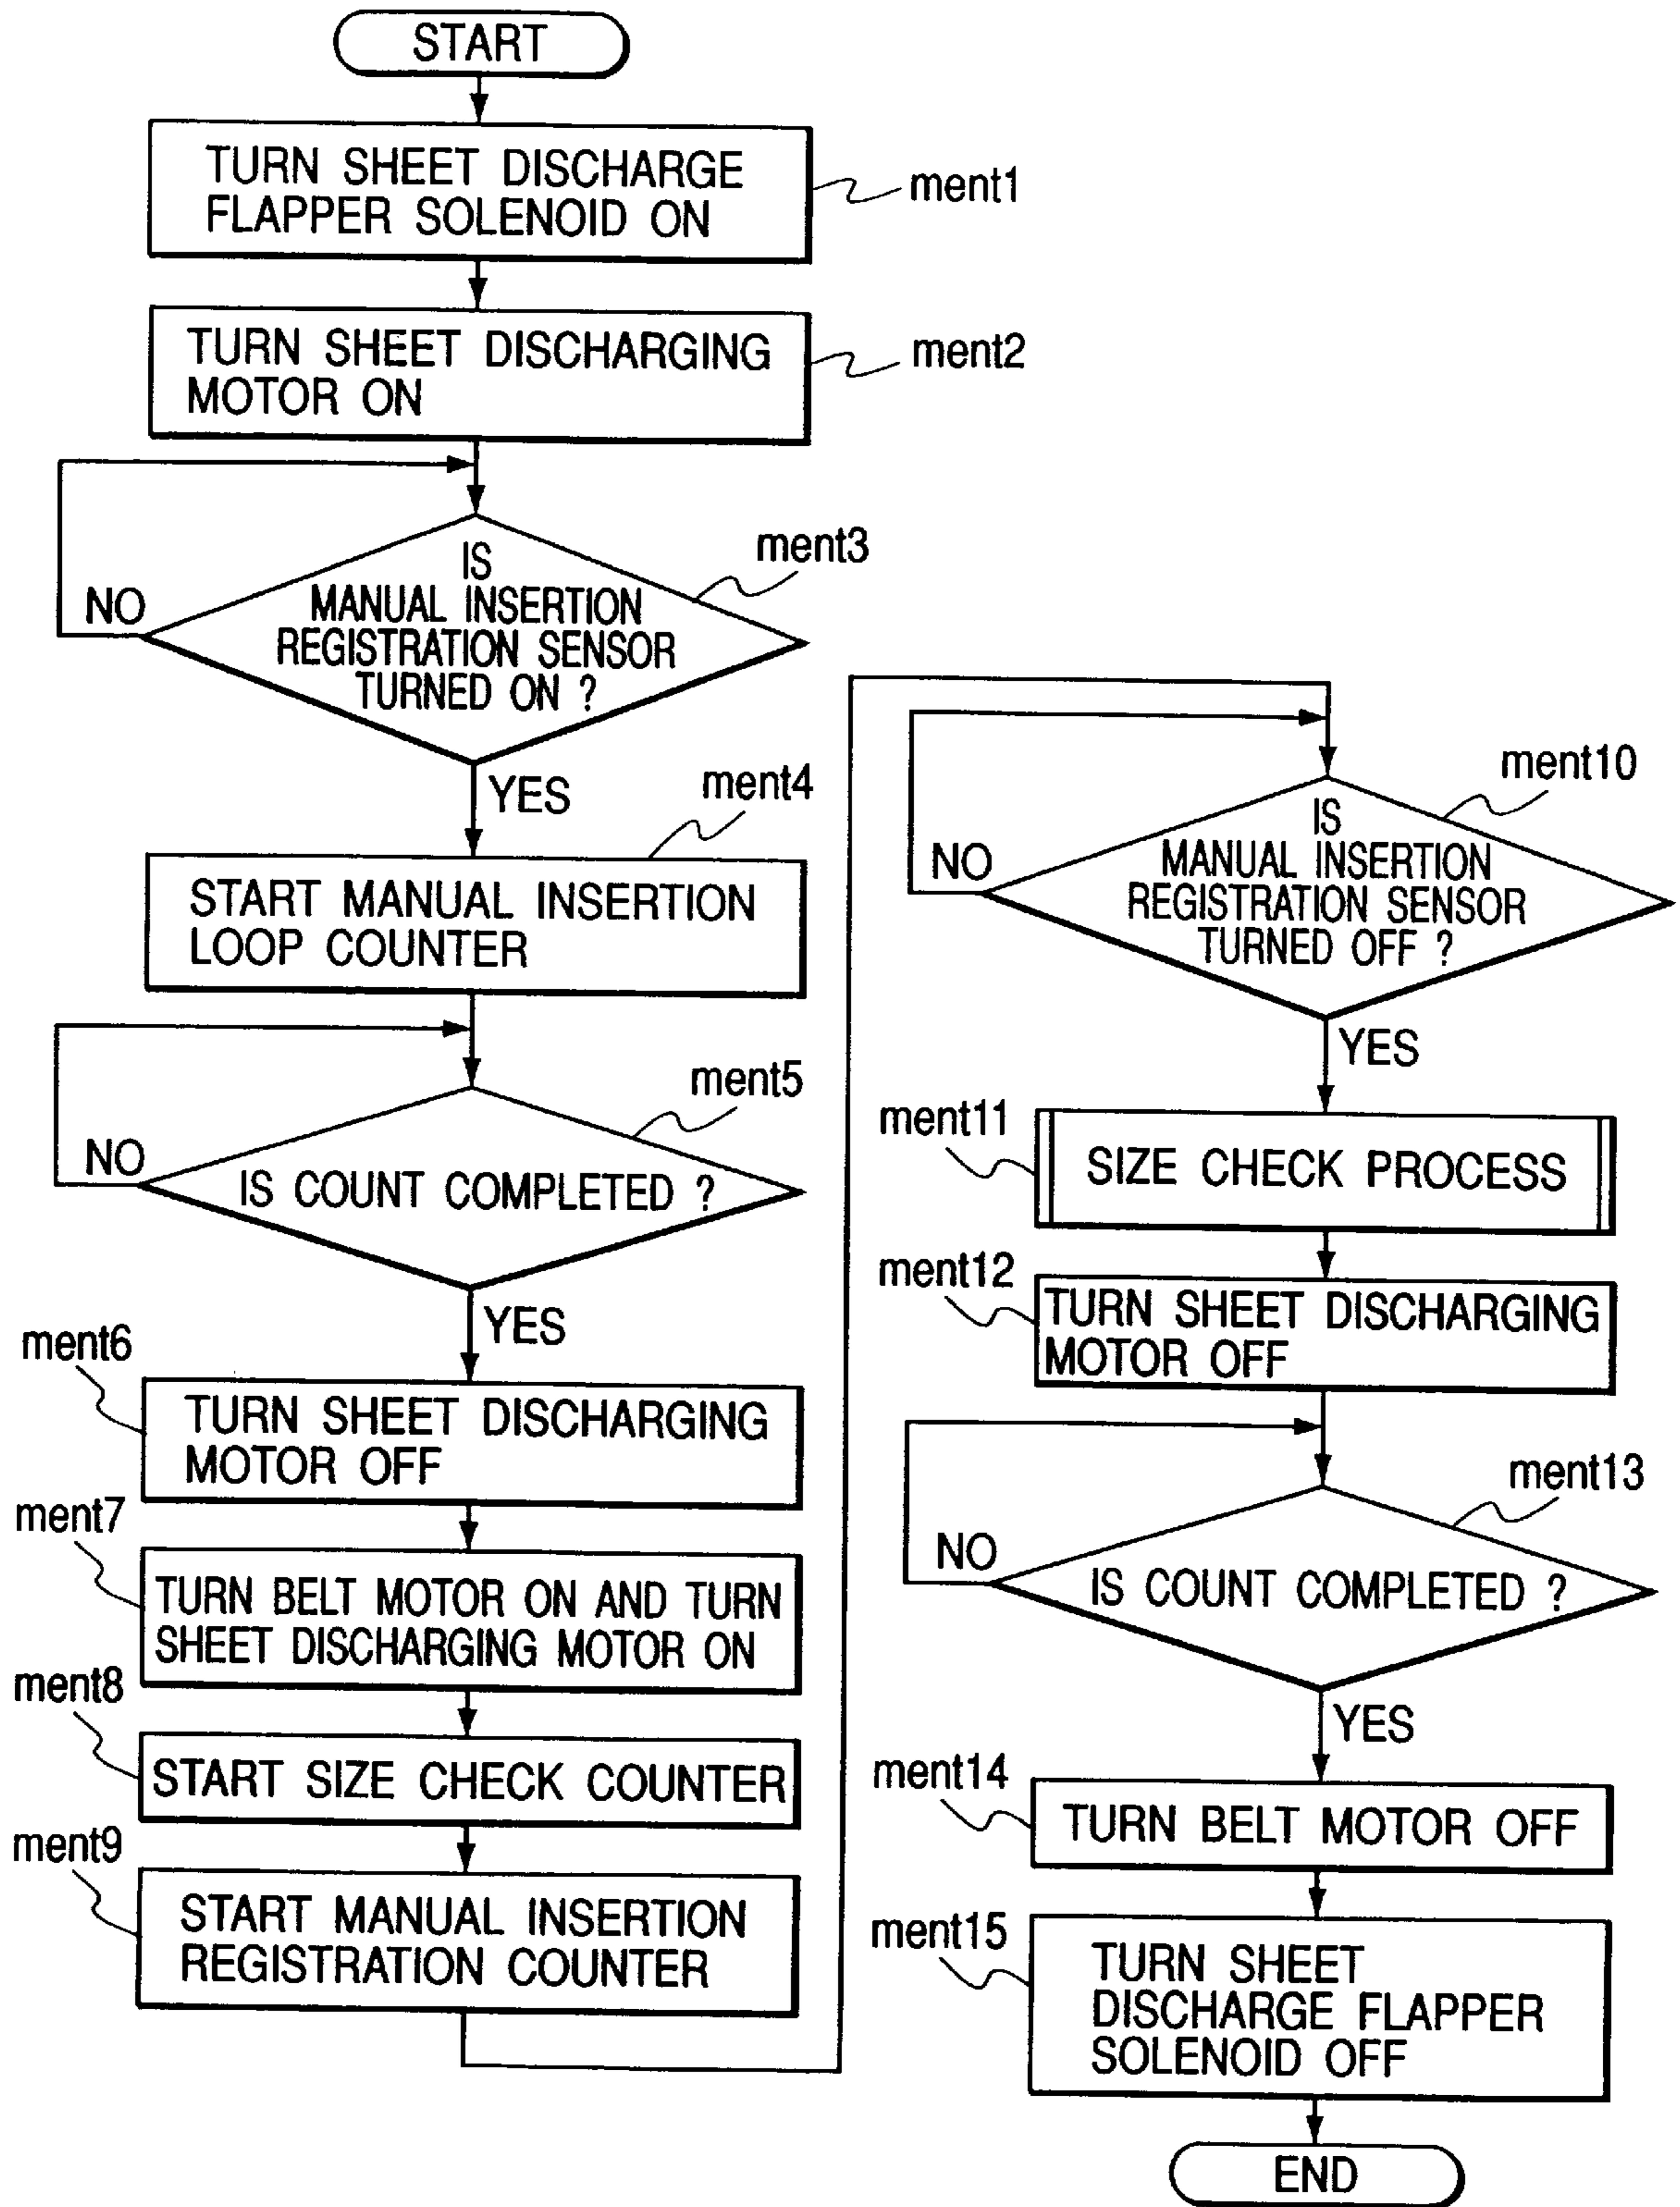 START
TURN SHEET DISCHARGE
FLAPPER SOLENOID ON
ment1
TURN SHEET DISCHARGING
MOTOR ON
ment2
IS
MANUAL INSERTION
REGISTRATION SENSOR
TURNED ON ?
ment3
NO
YES
ment4
START MANUAL INSERTION
LOOP COUNTER
ment5
NO
IS COUNT COMPLETED ?
YES
ment6
TURN SHEET DISCHARGING
MOTOR OFF
ment7
TURN BELT MOTOR ON AND TURN
SHEET DISCHARGING MOTOR ON
ment8
START SIZE CHECK COUNTER
ment9
START MANUAL INSERTION
REGISTRATION COUNTER
ment10
IS
MANUAL INSERTION
REGISTRATION SENSOR
TURNED OFF ?
NO
YES
ment11
SIZE CHECK PROCESS
ment12
TURN SHEET DISCHARGING
MOTOR OFF
ment13
NO
IS COUNT COMPLETED ?
YES
ment14
TURN BELT MOTOR OFF
ment15
TURN SHEET
DISCHARGE FLAPPER
SOLENOID OFF
END